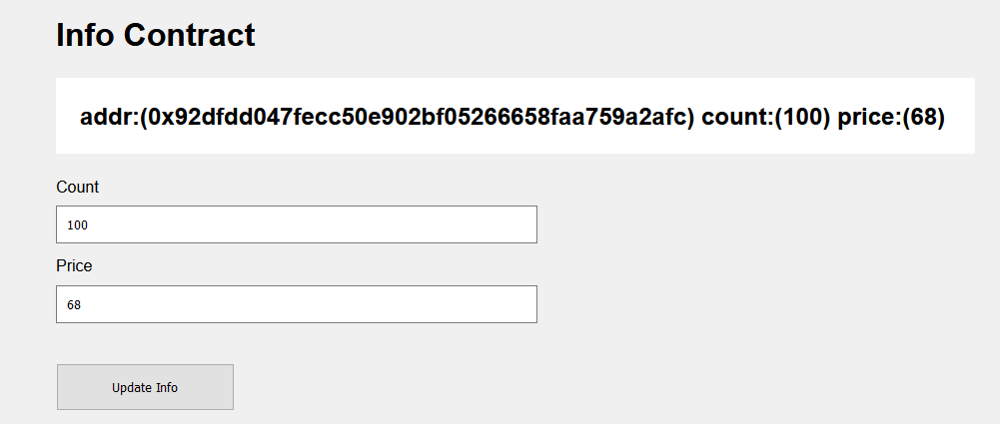 Info Contract
addr:(0x92dfdd047fecc50e902bf05266658faa759a2afc) count:(100) price:(68)
Count
100
Price
68
Update Info